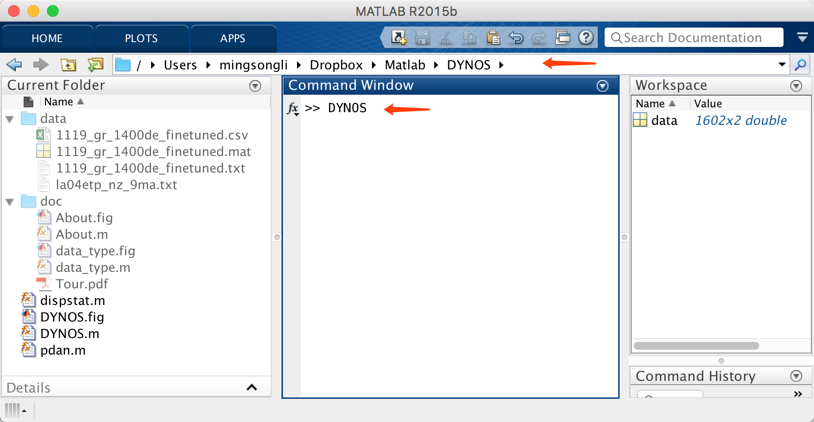 MATLAB R2015b
HOME PLOTS APPS Search Documentation
/ Users mingsongli Dropbox Matlab DYNOS
Current Folder
Name
data
1119_gr_1400de_finetuned.csv
1119_gr_1400de_finetuned.mat
1119_gr_1400de_finetuned.txt
la04etp_nz_9ma.txt
doc
About.fig
About.m
data_type.fig
data_type.m
Tour.pdf
dispstat.m
DYNOS.fig
DYNOS.m
pdan.m
Details
Command Window
fx >> DYNOS
Workspace
Name Value
data 1602x2 double
Command History